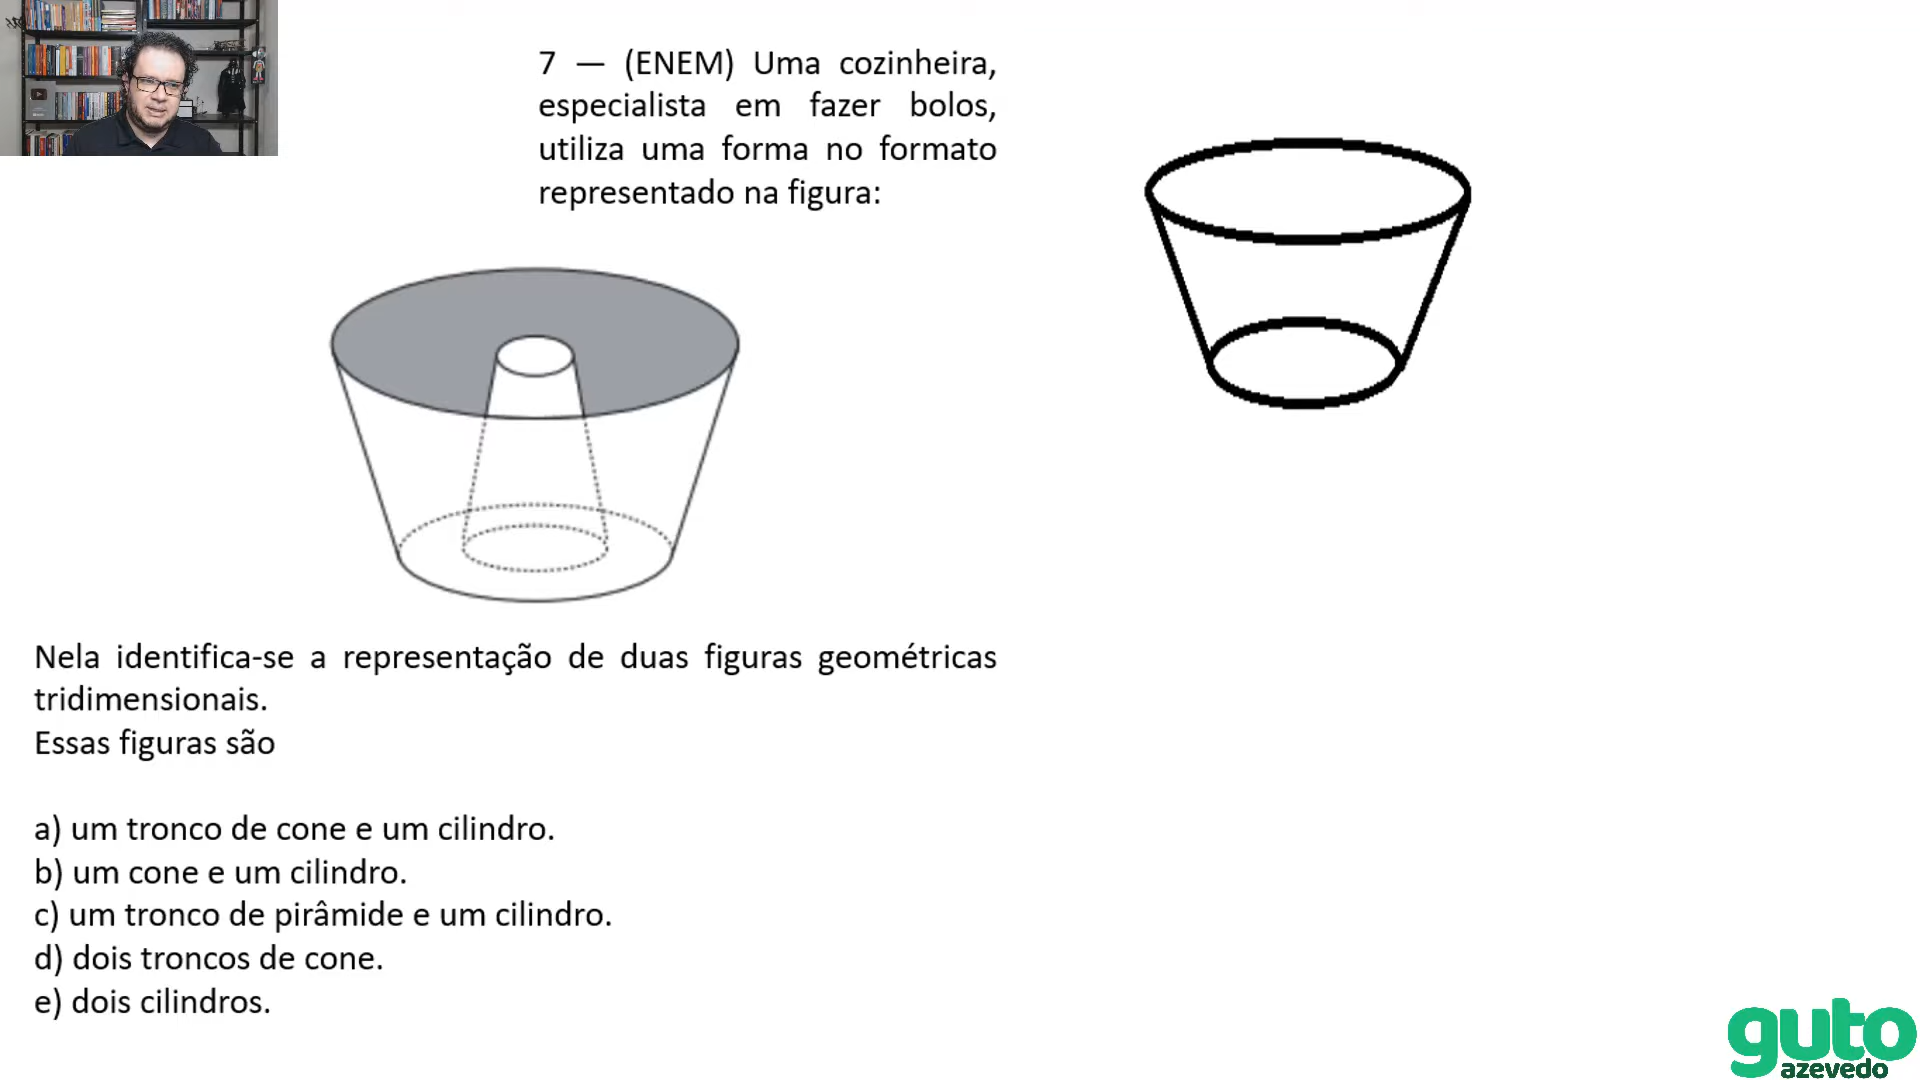 7 — (ENEM) Uma cozinheira,
especialista em fazer bolos,
utiliza uma forma no formato
representado na figura:
Nela identifica-se a representação de duas figuras geométricas
tridimensionais.
Essas figuras são
a) um tronco de cone e um cilindro.
b) um cone e um cilindro.
c) um tronco de pirâmide e um cilindro.
d) dois troncos de cone.
e) dois cilindros.
guto
azevedo